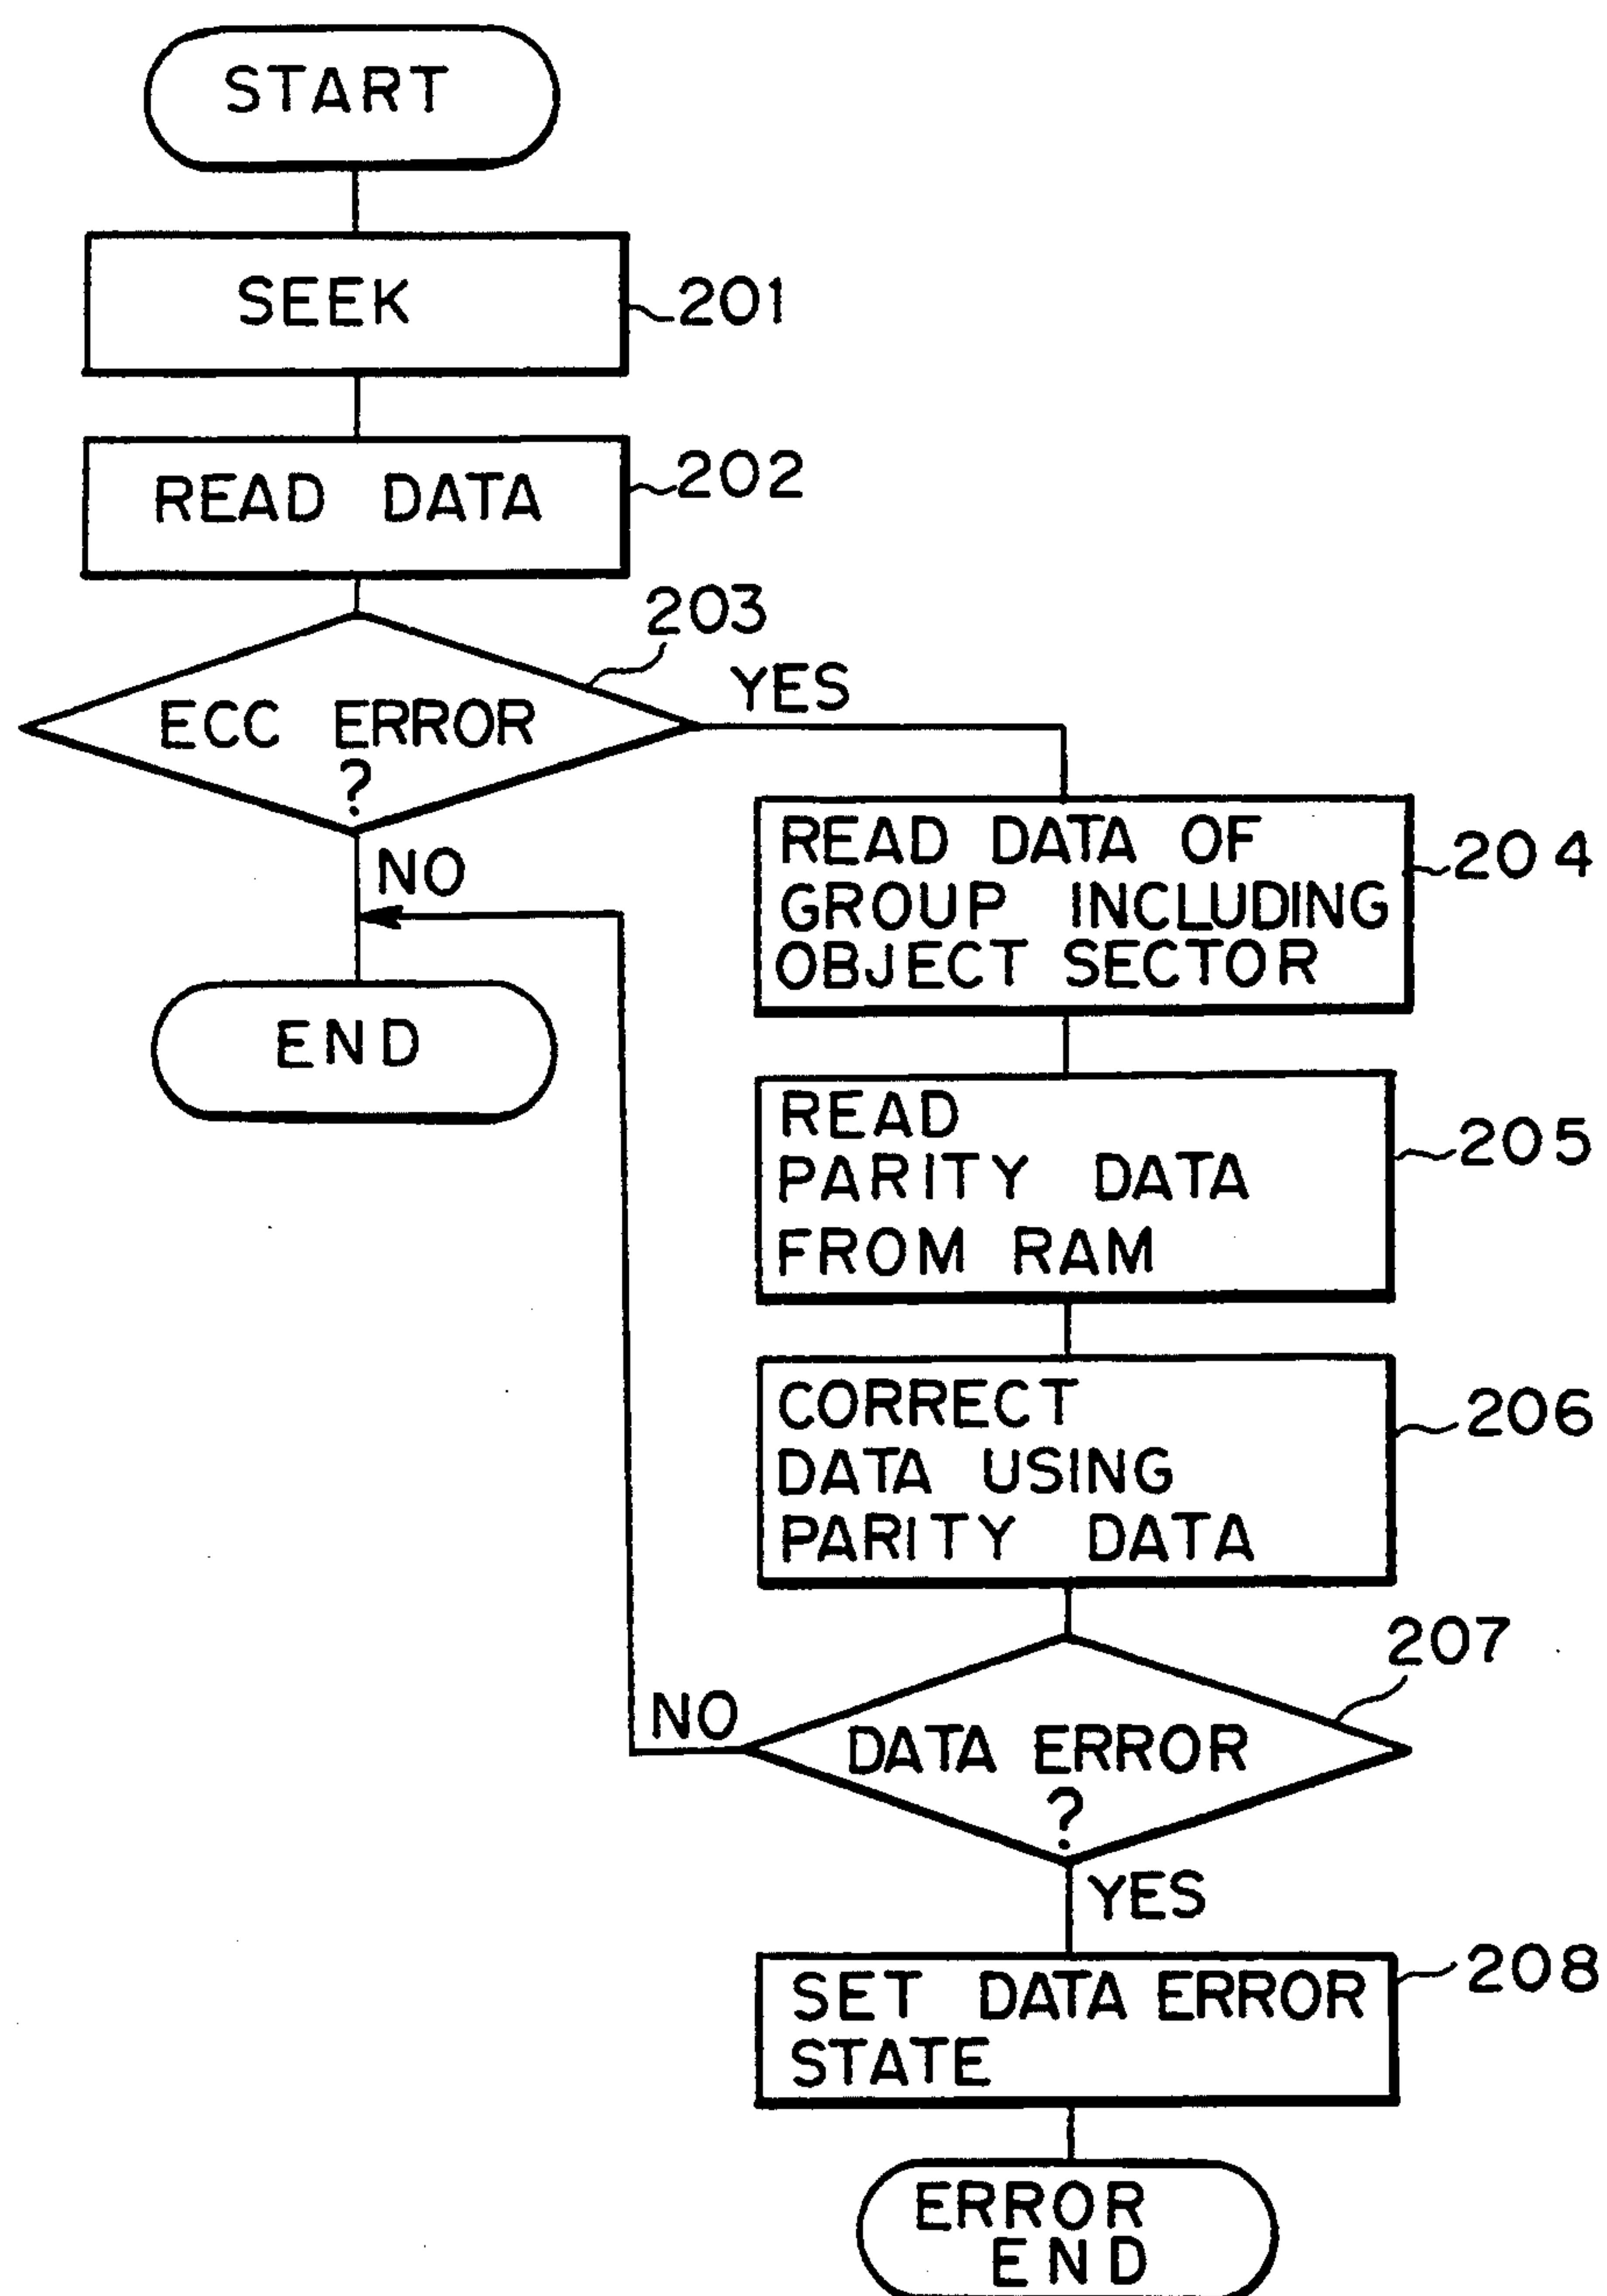 START
SEEK
201
READ DATA
202
203
ECC ERROR
?
YES
NO
END
READ DATA OF
GROUP INCLUDING
OBJECT SECTOR
204
READ
PARITY DATA
FROM RAM
205
CORRECT
DATA USING
PARITY DATA
206
207
NO
DATA ERROR
?
YES
SET DATA ERROR
STATE
208
ERROR
END